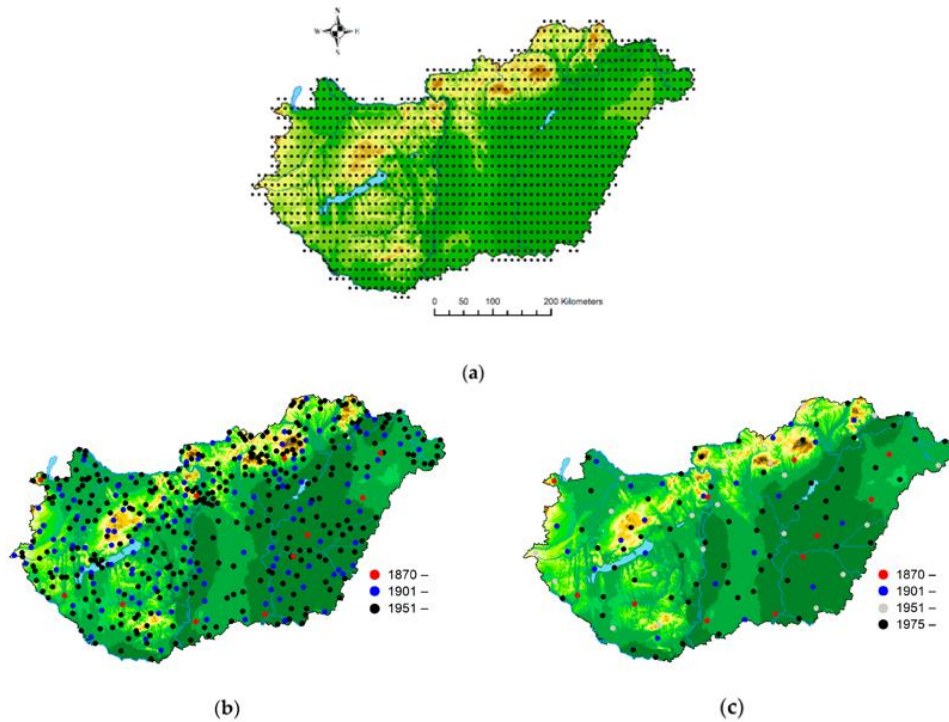 N
W E
S
0 50 100 200 Kilometers
(a)
1870 –
1901 –
1951 –
1870 –
1901 –
1951 –
1975 –
(b) (c)